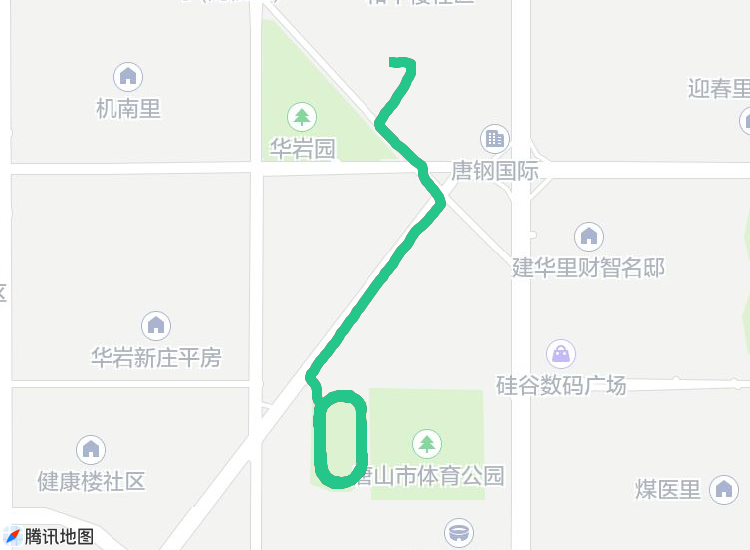 机南里
迎春里
华岩园
唐钢国际
建华里财智名邸
华岩新庄平房
硅谷数码广场
健康楼社区
唐山市体育公园
煤医里
腾讯地图